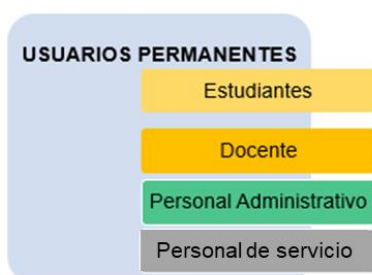 USUARIOS PERMANENTES
Estudiantes
Docente
Personal Administrativo
Personal de servicio